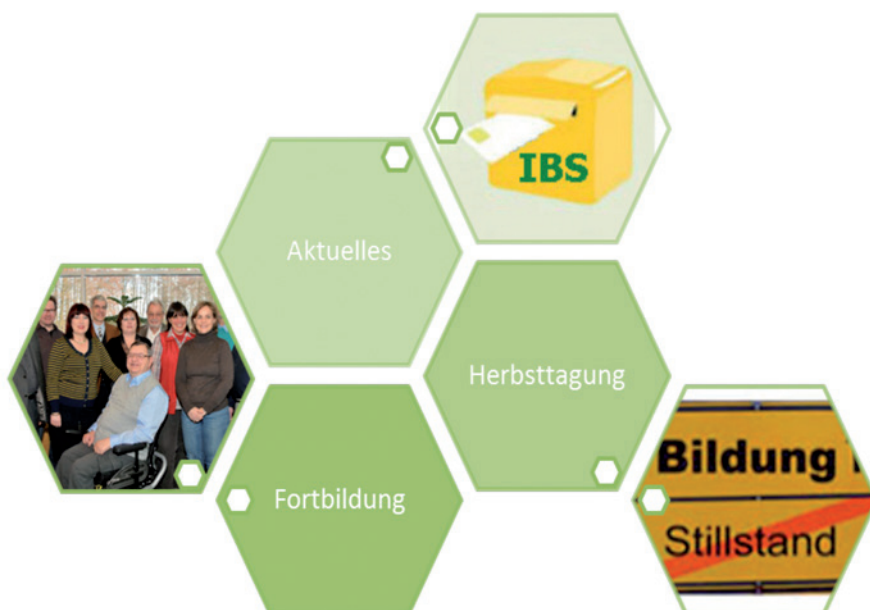 IBS
Aktuelles
Herbsttagung
Fortbildung
Bildung
Stillstand